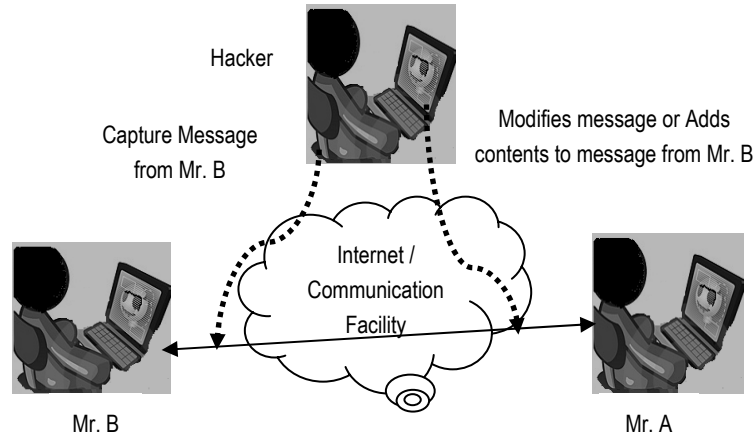 Hacker
Capture Message
from Mr. B
Modifies message or Adds
contents to message from Mr. B
Internet /
Communication
Facility
Mr. B
Mr. A